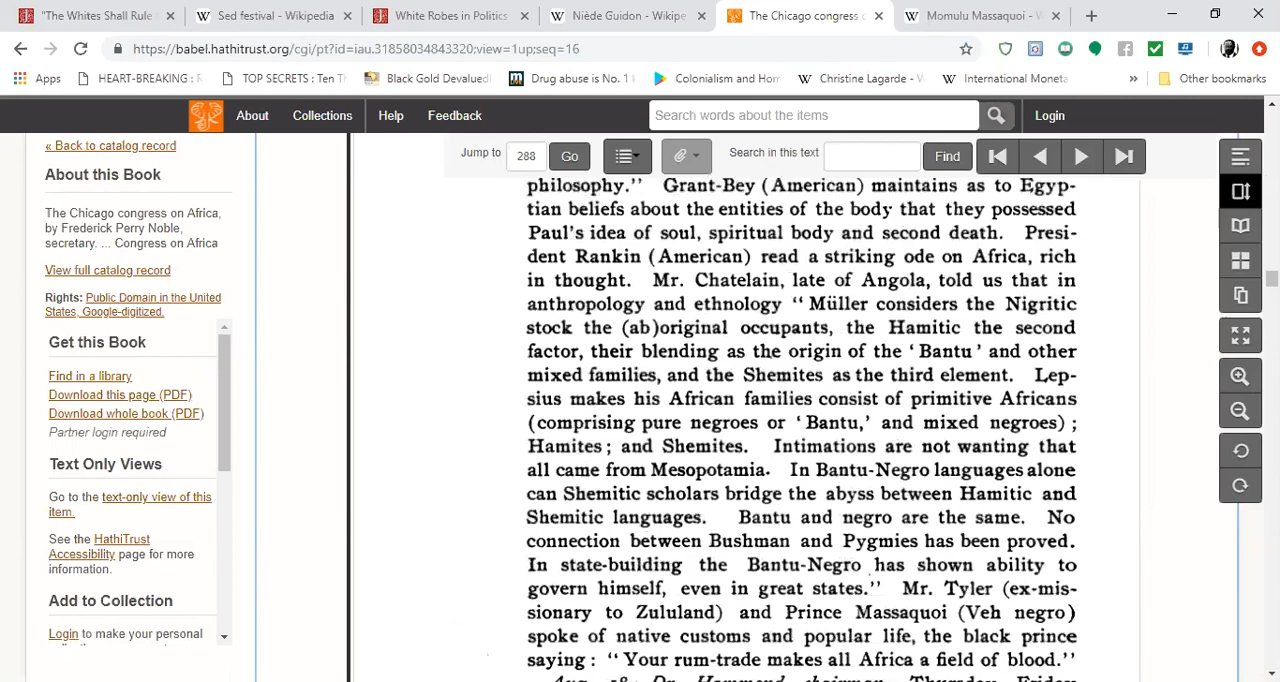 "The Whites Shall Rule
Sed festival - Wikipedia
White Robes in Politics
Niède Guidon - Wikipe
The Chicago congress o
Momulu Massaquoi - W
https://babel.hathitrust.org/cgi/pt?id=iau.31858034843320;view=1up;seq=16
Apps
HEART-BREAKING : R
TOP SECRETS : Ten Th
Black Gold Devalued!
Drug abuse is No. 1 k
Colonialism and Hom
Christine Lagarde - W
International Moneta
»
Other bookmarks
About
Collections
Help
Feedback
Search words about the items
Login
« Back to catalog record
About this Book
The Chicago congress on Africa,
by Frederick Perry Noble,
secretary. ... Congress on Africa
View full catalog record
Rights: Public Domain in the United
States, Google-digitized.
Get this Book
Find in a library
Download this page (PDF)
Download whole book (PDF)
Partner login required
Text Only Views
Go to the text-only view of this
item.
See the HathiTrust
Accessibility page for more
information.
Add to Collection
Login to make your personal
Jump to 288 Go
Search in this text Find
philosophy." Grant-Bey (American) maintains as to Egyp-
tian beliefs about the entities of the body that they possessed
Paul's idea of soul, spiritual body and second death. Presi-
dent Rankin (American) read a striking ode on Africa, rich
in thought. Mr. Chatelain, late of Angola, told us that in
anthropology and ethnology "Müller considers the Nigritic
stock the (ab)original occupants, the Hamitic the second
factor, their blending as the origin of the 'Bantu' and other
mixed families, and the Shemites as the third element. Lep-
sius makes his African families consist of primitive Africans
(comprising pure negroes or 'Bantu,' and mixed negroes);
Hamites; and Shemites. Intimations are not wanting that
all came from Mesopotamia. In Bantu-Negro languages alone
can Shemitic scholars bridge the abyss between Hamitic and
Shemitic languages. Bantu and negro are the same. No
connection between Bushman and Pygmies has been proved.
In state-building the Bantu-Negro has shown ability to
govern himself, even in great states." Mr. Tyler (ex-mis-
sionary to Zululand) and Prince Massaquoi (Veh negro)
spoke of native customs and popular life, the black prince
saying: "Your rum-trade makes all Africa a field of blood."
Aug. 18: Dr. Hammond chairman. Thursday, Friday